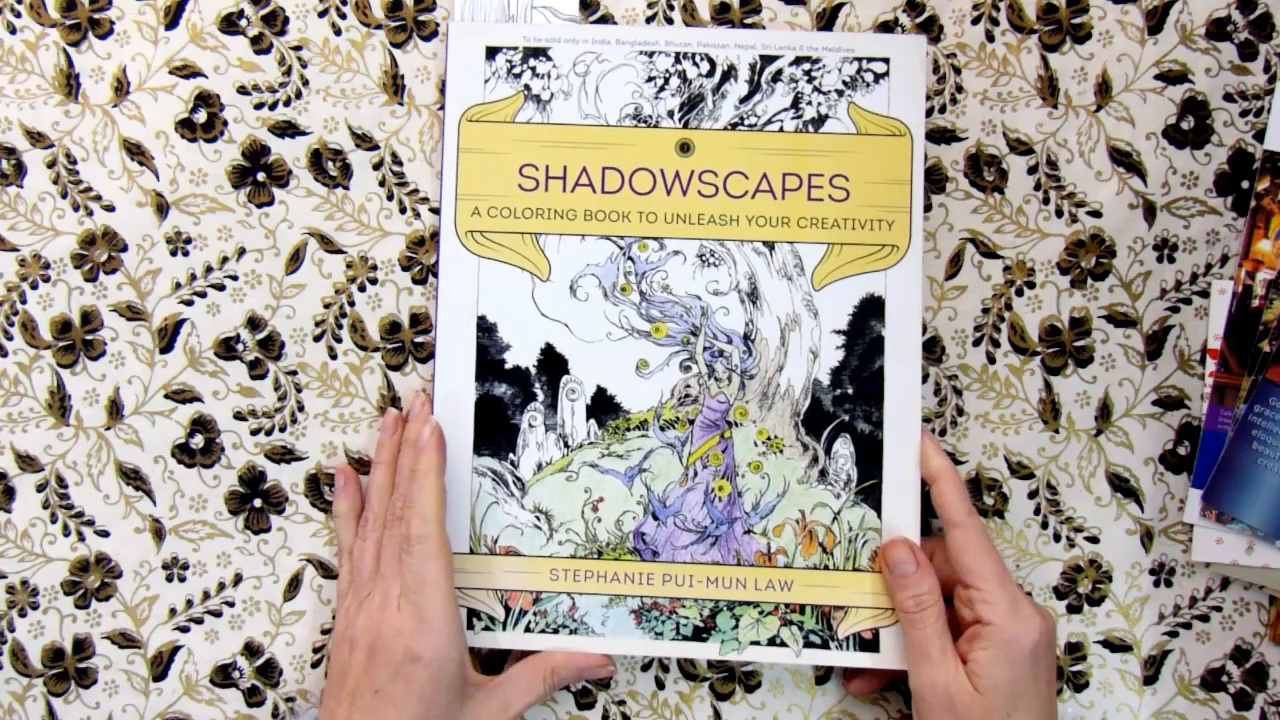 To be sold only in India, Bangladesh, Bhutan, Pakistan, Nepal, Sri Lanka & the Maldives
SHADOWSCAPES
A COLORING BOOK TO UNLEASH YOUR CREATIVITY
STEPHANIE PUI-MUN LAW